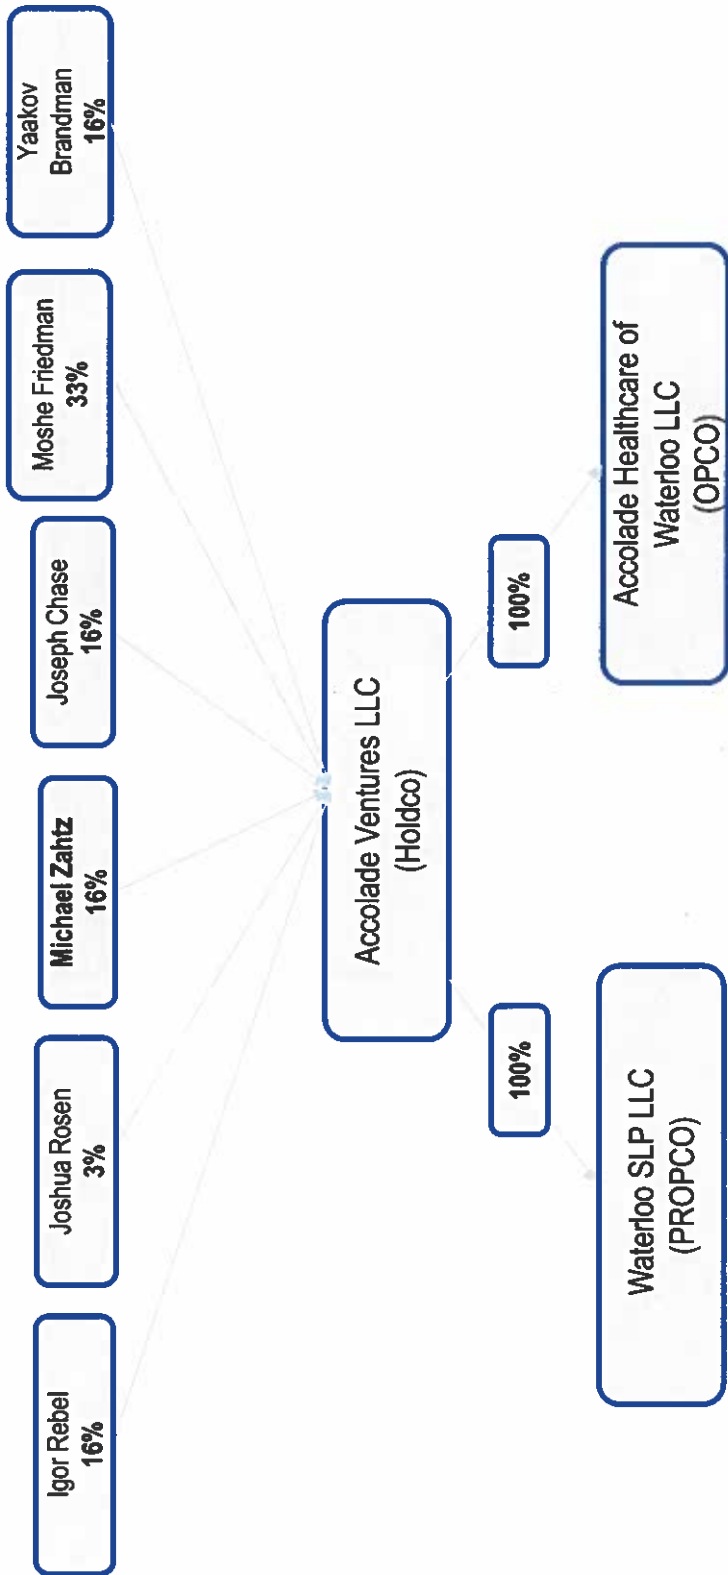 Igor Rebel
16%
Joshua Rosen
3%
Michael Zahtz
16%
Joseph Chase
16%
Moshe Friedman
33%
Yaakov
Brandman
16%
Accolade Ventures LLC
(Holdco)
100%
100%
Waterloo SLP LLC
(PROPCO)
Accolade Healthcare of
Waterloo LLC
(OPCO)